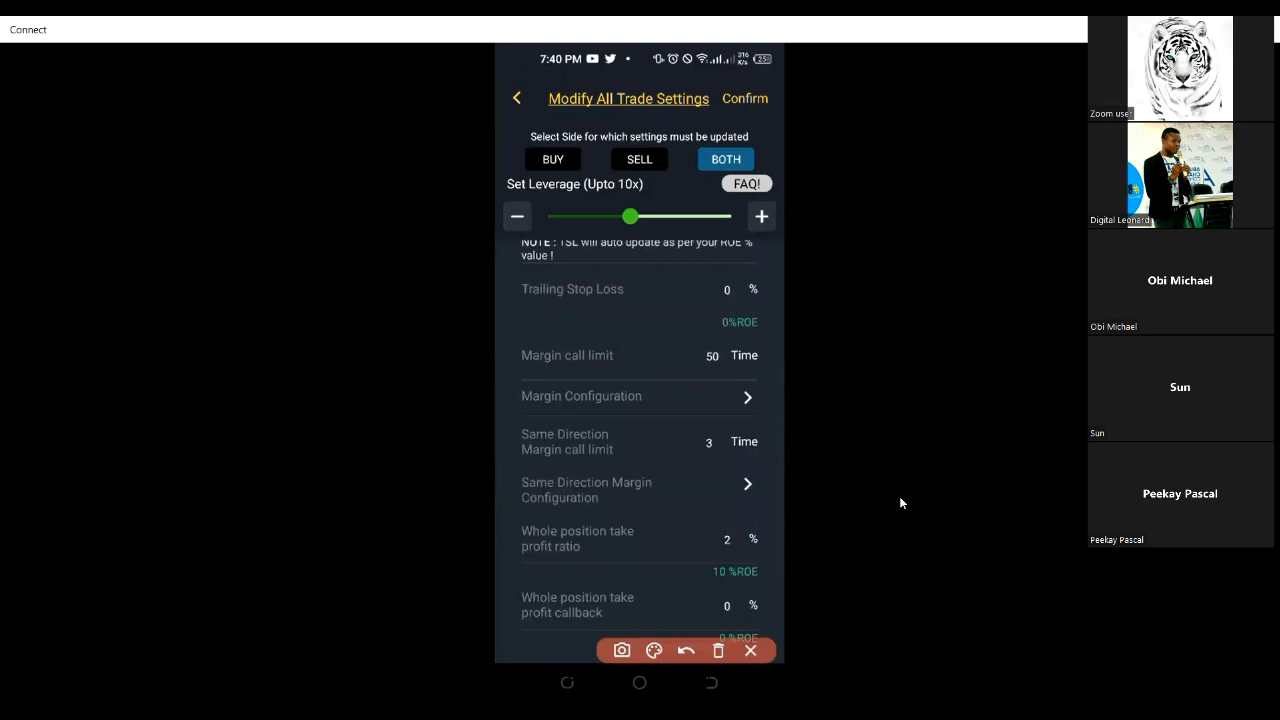 Connect
7:40 PM
316
K/s
25
Modify All Trade Settings
Confirm
Select Side for which settings must be updated
BUY
SELL
BOTH
Set Leverage (Upto 10x)
FAQ!
NOTE : TSL will auto update as per your ROE %
value !
Trailing Stop Loss
0 %
0%ROE
Margin call limit
50 Time
Margin Configuration
Same Direction
Margin call limit
3 Time
Same Direction Margin
Configuration
Whole position take
profit ratio
2 %
10 %ROE
Whole position take
profit callback
0 %
0 %ROE
Zoom user
Digital Leonard
Obi Michael
Obi Michael
Sun
Sun
Peekay Pascal
Peekay Pascal